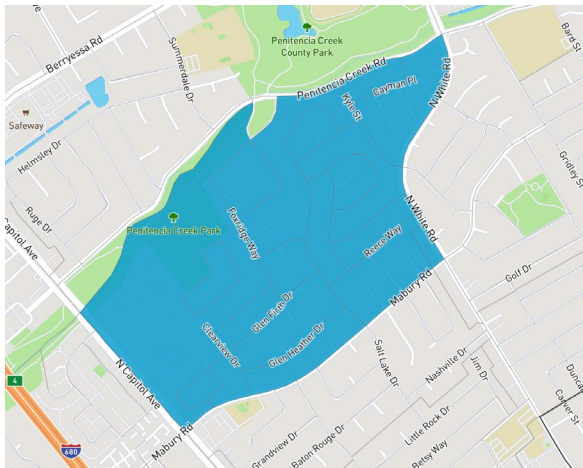 Berryessa Rd
Summerdale Dr
Penitencia Creek
County Park
Bard St
Penitencia Creek Rd
Cayman Pl
N White Rd
Kyle St
Safeway
Helmsley Dr
Gridley St
Ruge Dr
Capitol Ave
Penitencia Creek Park
Foxridge Way
N White Rd
Reece Way
Mabury Rd
Golf Dr
Glen Firth Dr
Clearview Dr
Glen Heather Dr
Salt Lake Dr
Nashville Dr
Jim Dr
Dunca
Carver St
4
N Capitol Ave
680
Mabury Rd
Grandview Dr
Baton Rouge Dr
Little Rock Dr
Betsy Way